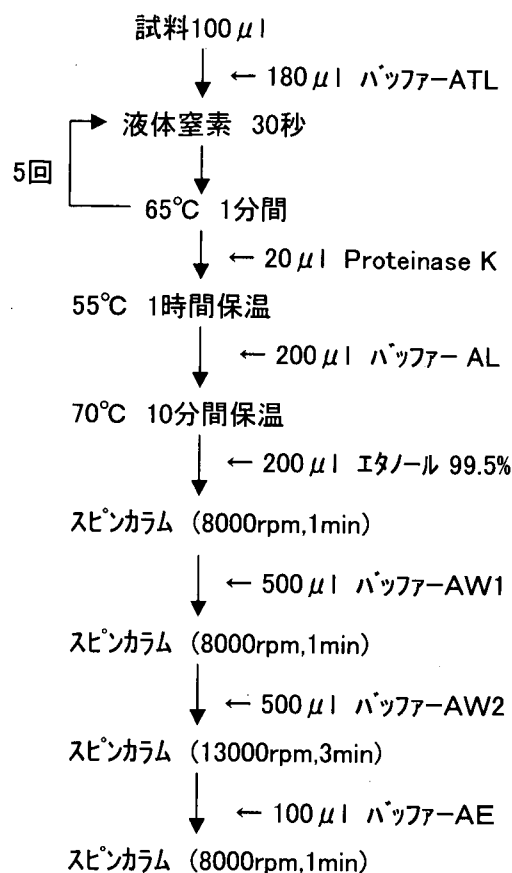 試料100μl
← 180μl バッファーATL
液体窒素 30秒
5回
65℃ 1分間
← 20μl Proteinase K
55℃ 1時間保温
← 200μl バッファー AL
70℃ 10分間保温
← 200μl エタノール 99.5%
スピンカラム (8000rpm,1min)
← 500μl バッファーAW1
スピンカラム (8000rpm,1min)
← 500μl バッファーAW2
スピンカラム (13000rpm,3min)
← 100μl バッファーAE
スピンカラム (8000rpm,1min)